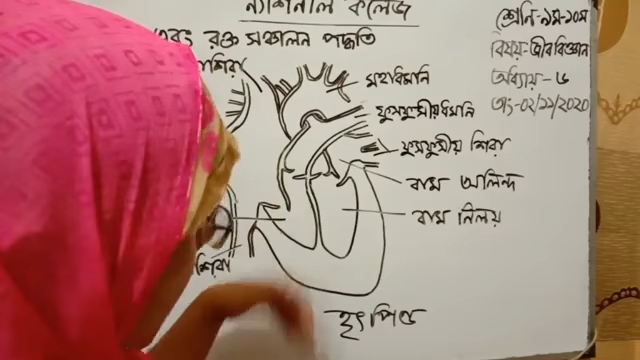 ন্যাশনাল কলেজ
শ্রেনি-৯ম-১০ম
এবং রক্ত সঞ্চালন পদ্ধতি
বিষয়-জীববিজ্ঞান
অধ্যায়-৬
তাং-০২/১১/২০২০
শিরা
মহাধমনি
ফুসফুসীয়ধমনি
ফুসফুসীয় শিরা
বাম অলিন্দ
বাম নিলয়
শিরা
হৃৎপিন্ড